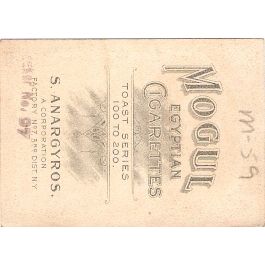 m-59
MOGUL
EGYPTIAN
CIGARETTES
TOAST SERIES
100 TO 200.
S. ANARGYROS.
A CORPORATION
FACTORY No 7. 3RD DIST. N.Y.